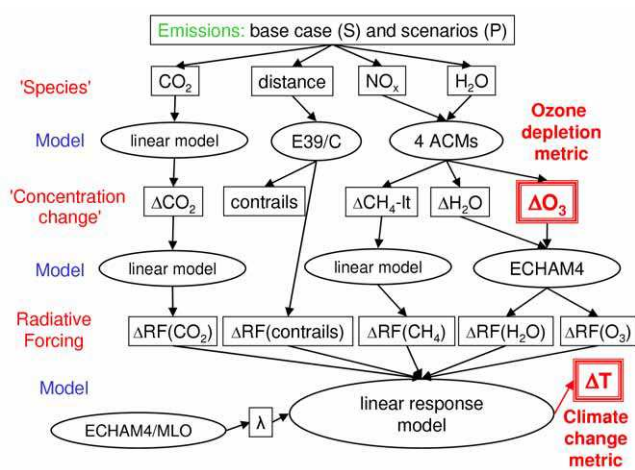 Emissions: base case (S) and scenarios (P)
'Species' CO₂ distance NOₓ H₂O
Ozone depletion metric
Model linear model E39/C 4 ACMs
'Concentration change' ΔCO₂ contrails ΔCH₄-lt ΔH₂O ΔO₃
Model linear model linear model ECHAM4
Radiative Forcing ΔRF(CO₂) ΔRF(contrails) ΔRF(CH₄) ΔRF(H₂O) ΔRF(O₃)
Model linear response model ΔT
ECHAM4/MLO λ
Climate change metric